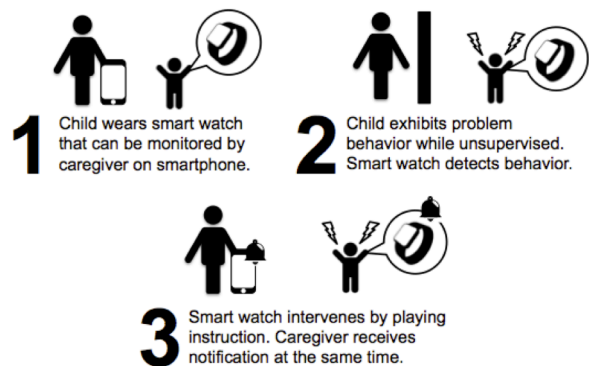 1
Child wears smart watch
that can be monitored by
caregiver on smartphone.
2
Child exhibits problem
behavior while unsupervised.
Smart watch detects behavior.
3
Smart watch intervenes by playing
instruction. Caregiver receives
notification at the same time.